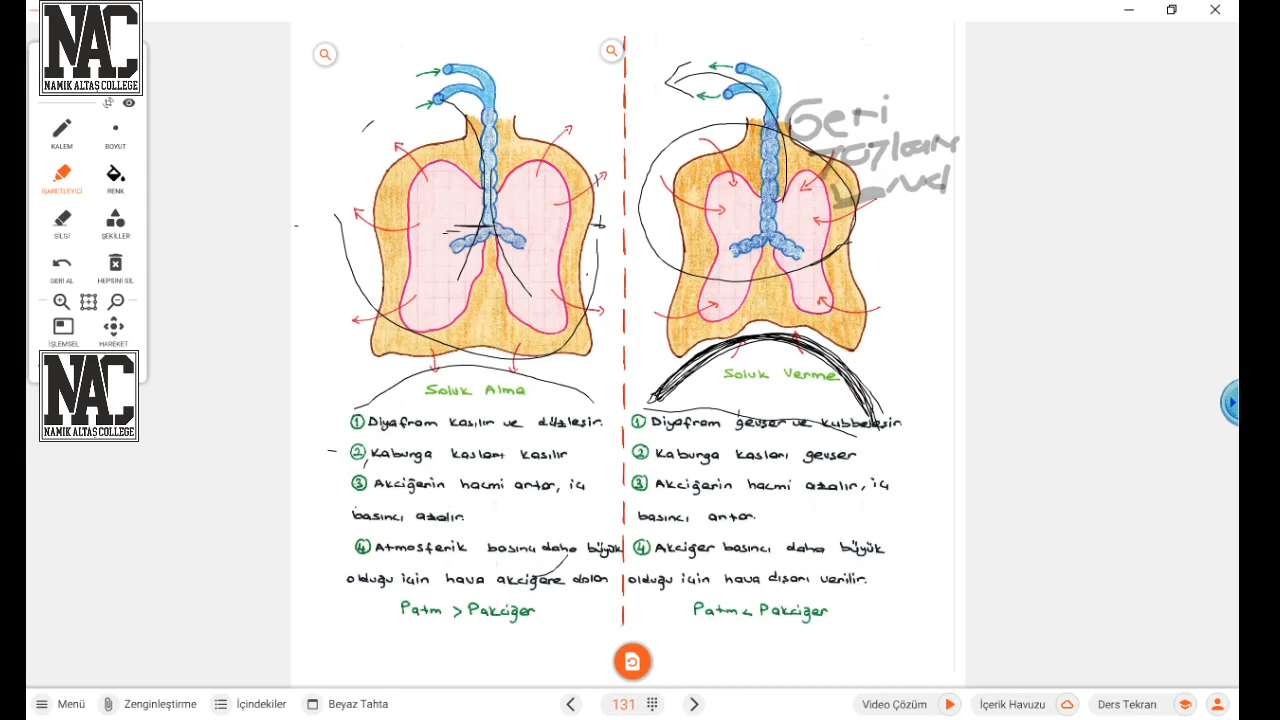 NAC
NAMIK ALTAS COLLEGE
KALEM
BOYUT
İŞARETLEYİCİ
RENK
SİLGİ
ŞEKİLLER
GERİ AL
HEPSİNİ SİL
İŞLEMSEL
HAREKET
NAC
NAMIK ALTAS COLLEGE
Geri
Soluk Alma
① Diyafram kasılır ve düzleşir.
② Kaburga kasları kasılır
③ Akciğerin hacmi artar, iç
basıncı azalır.
④ Atmosferik basıncı daha büyük
olduğu için hava akciğere dolar
Patm > Pakciğer
Soluk Verme
① Diyafram gevşer ve kubbeleşir.
② Kaburga kasları gevşer
③ Akciğerin hacmi azalır, iç
basıncı artar.
④ Akciğer basıncı daha büyük
olduğu için hava dışarı verilir.
Patm < Pakciğer
Menü
Zenginleştirme
İçindekiler
Beyaz Tahta
131
Video Çözüm
İçerik Havuzu
Ders Tekrarı